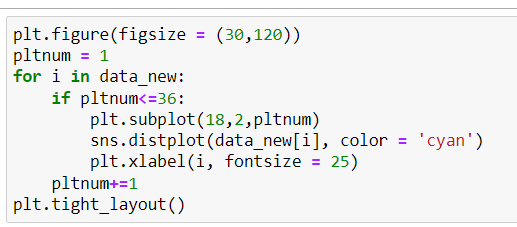 plt.figure(figsize = (30,120))
pltnum = 1
for i in data_new:
    if pltnum<=36:
        plt.subplot(18,2,pltnum)
        sns.distplot(data_new[i], color = 'cyan')
        plt.xlabel(i, fontsize = 25)
    pltnum+=1
plt.tight_layout()